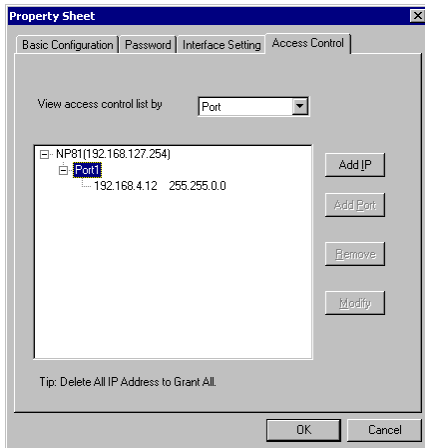 Property Sheet
Basic Configuration Password Interface Setting Access Control
View access control list by Port
NP81(192.168.127.254)
Port1
192.168.4.12 255.255.0.0
Add IP
Add Port
Remove
Modify
Tip: Delete All IP Address to Grant All.
OK Cancel